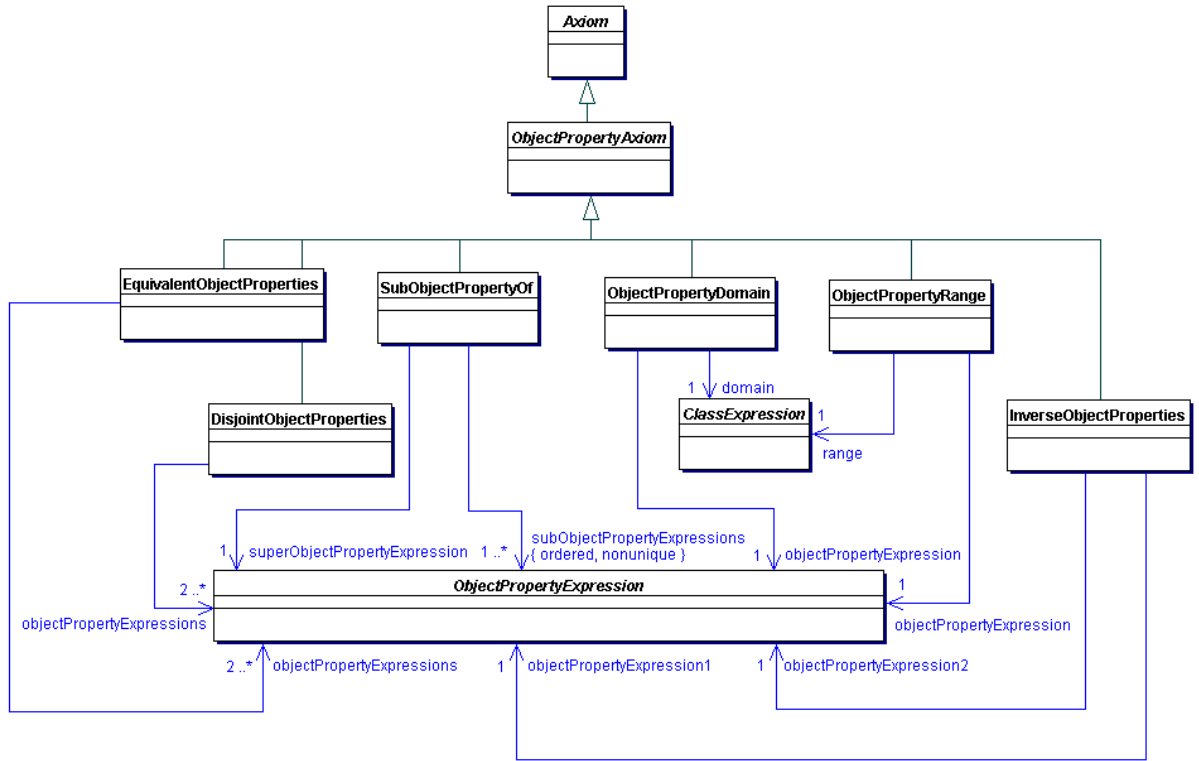 Axiom
ObjectPropertyAxiom
EquivalentObjectProperties
SubObjectPropertyOf
ObjectPropertyDomain
ObjectPropertyRange
1
domain
DisjointObjectProperties
ClassExpression
1
InverseObjectProperties
range
1
superObjectPropertyExpression
1 ..*
subObjectPropertyExpressions
{ ordered, nonunique }
1
objectPropertyExpression
2 ..*
objectPropertyExpressions
ObjectPropertyExpression
1
objectPropertyExpression
2 ..*
objectPropertyExpressions
1
objectPropertyExpression1
1
objectPropertyExpression2